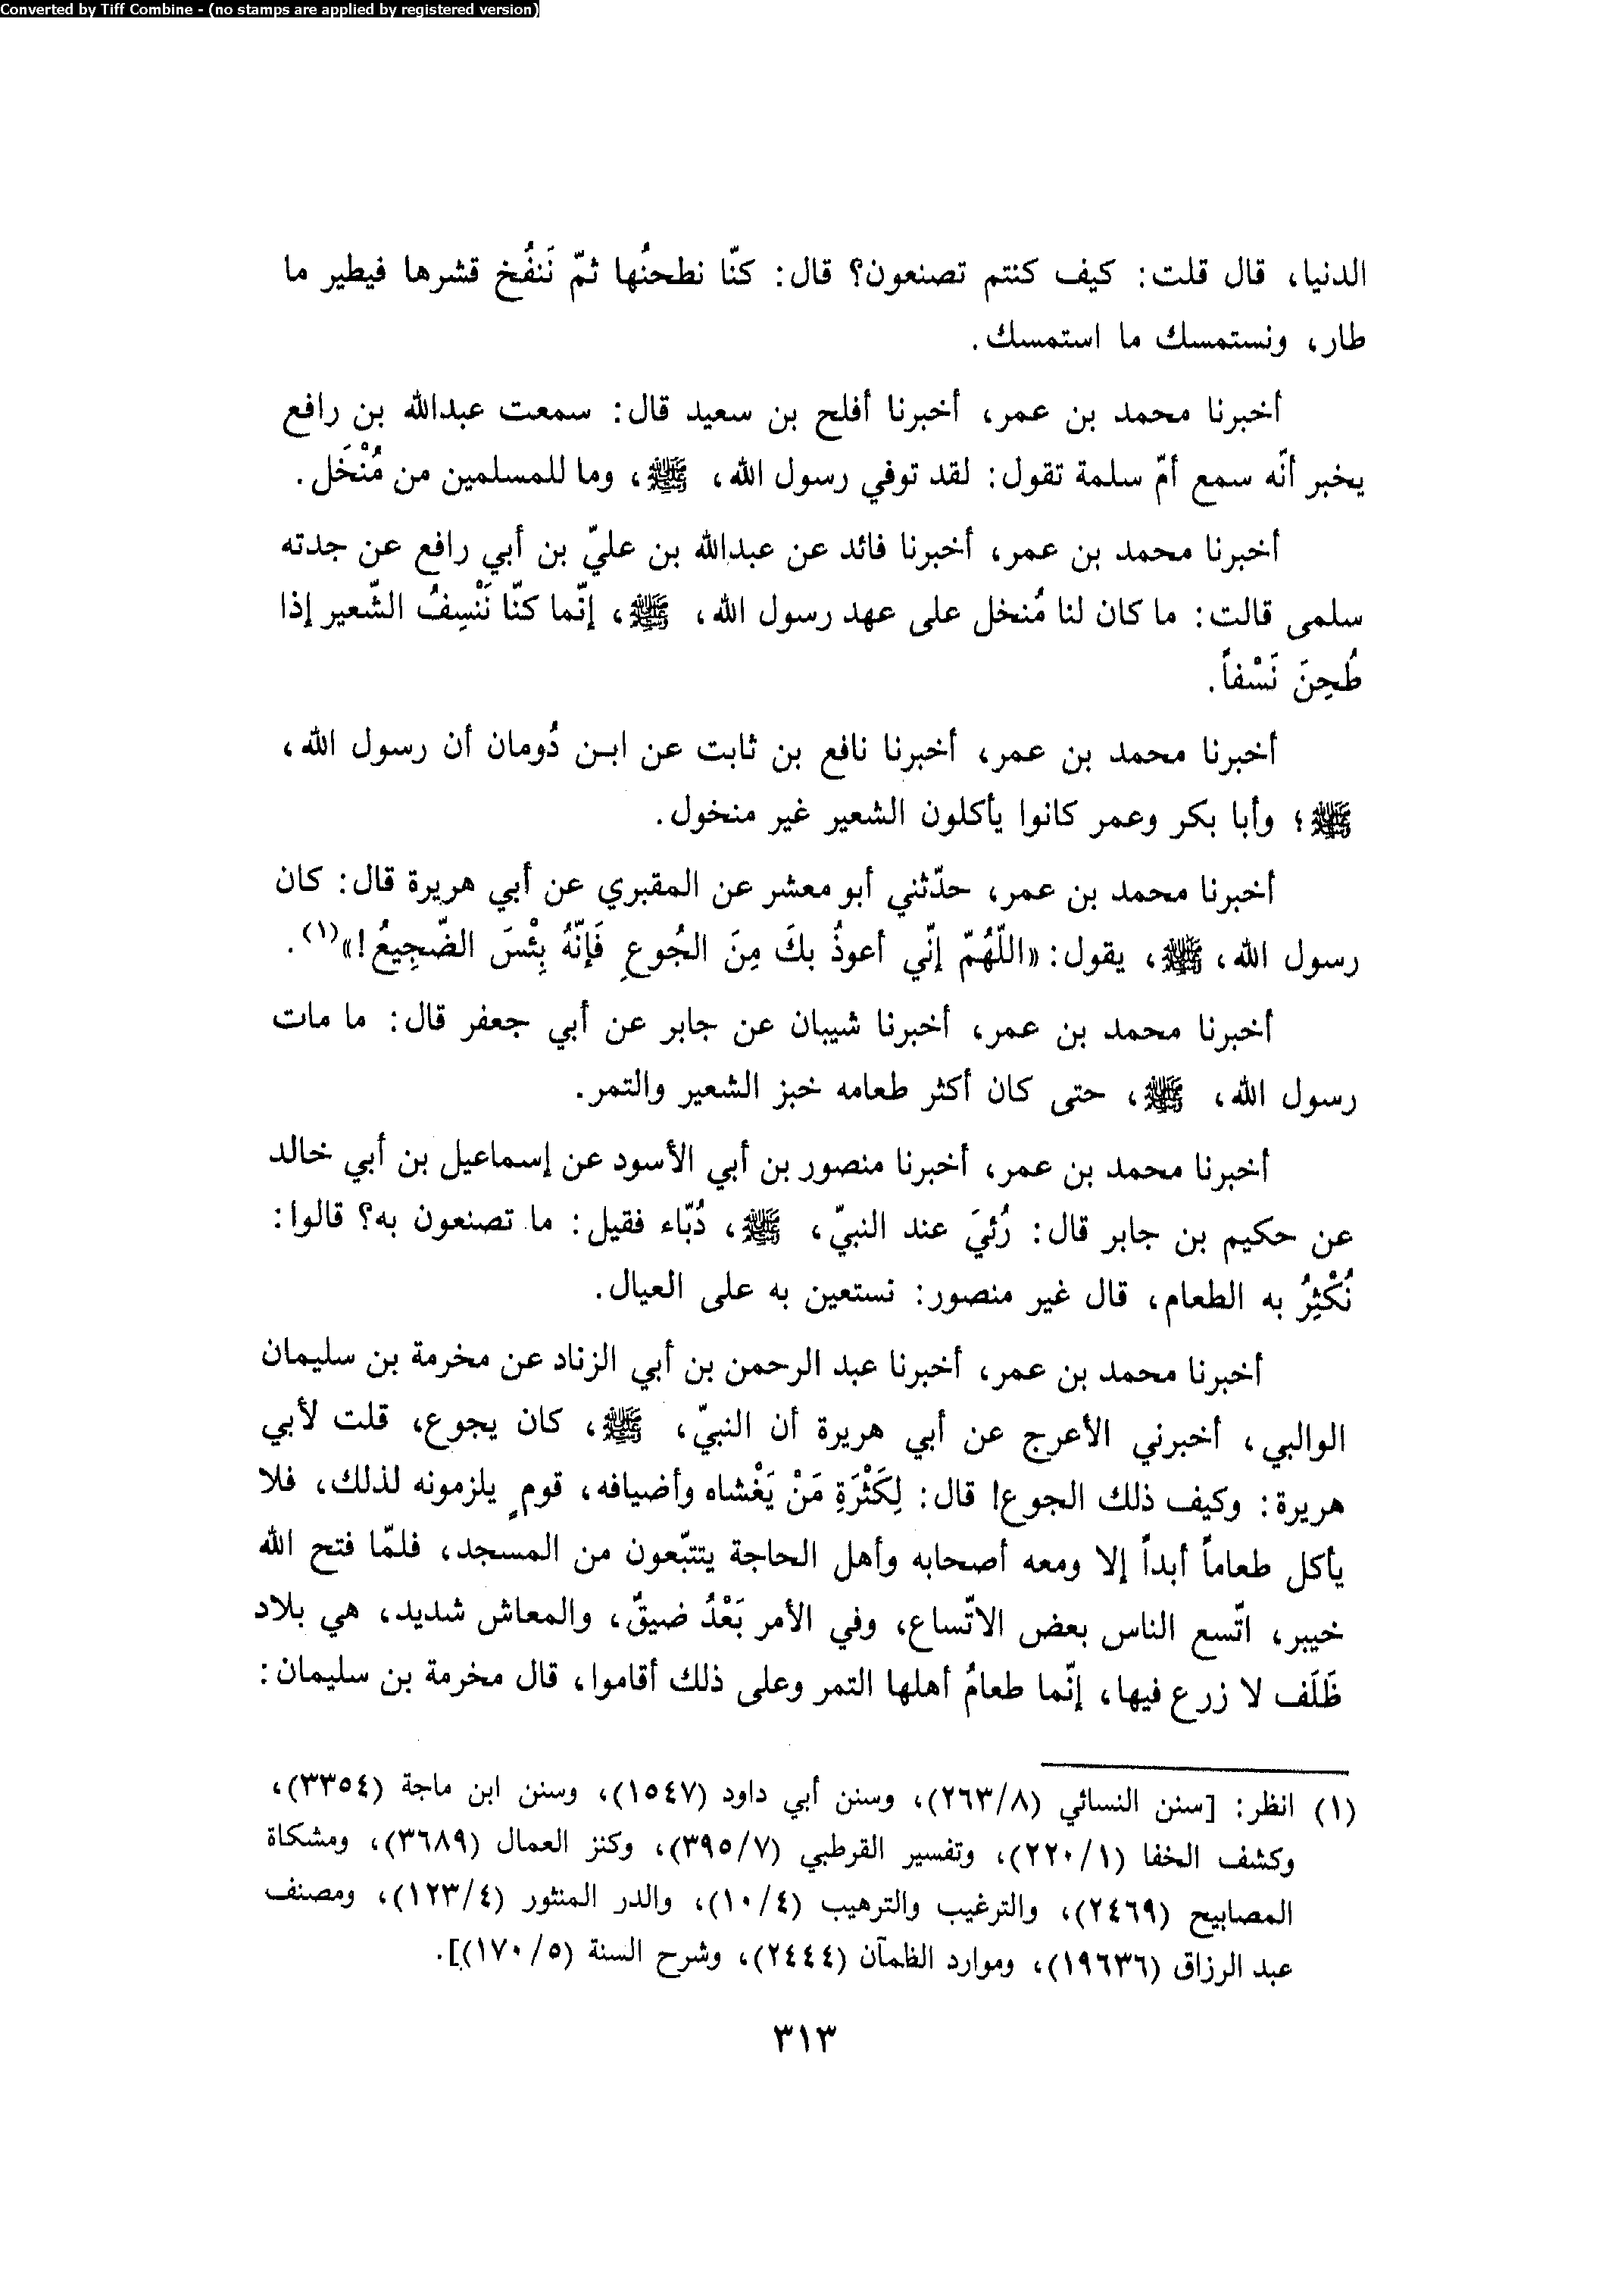 Converted by Tiff Combine - (no stamps are applied by registered version)
الدنيا، قال قلت: كيف كنتم تصنعون؟ قال: كنّا نطحنُها ثمّ نَنفُخ قشرها فيطير ما
طار، ونستمسك ما استمسك.
أخبرنا محمد بن عمر، أخبرنا أفلح بن سعيد قال: سمعت عبدالله بن رافع
يخبر أنّه سمع أمّ سلمة تقول: لقد توفي رسول الله، ﷺ، وما للمسلمين من مُنْخَل.
أخبرنا محمد بن عمر، أخبرنا فائد عن عبدالله بن عليّ بن أبي رافع عن جدته
سلمى قالت: ما كان لنا مُنخل على عهد رسول الله، ﷺ، إنّما كنّا نَنْسِفُ الشّعير إذا
طُحِنَ نَسْفاً.
أخبرنا محمد بن عمر، أخبرنا نافع بن ثابت عن ابن دُومان أن رسول الله،
ﷺ؛ وأبا بكر وعمر كانوا يأكلون الشعير غير منخول.
أخبرنا محمد بن عمر، حدّثني أبو معشر عن المقبري عن أبي هريرة قال: كان
رسول الله، ﷺ، يقول: «اللّهُمّ إنّي أعوذُ بكَ مِنَ الجُوعِ فَإنّهُ بِئْسَ الضّجِيعُ!»(١).
أخبرنا محمد بن عمر، أخبرنا شيبان عن جابر عن أبي جعفر قال: ما مات
رسول الله، ﷺ، حتى كان أكثر طعامه خبز الشعير والتمر.
أخبرنا محمد بن عمر، أخبرنا منصور بن أبي الأسود عن إسماعيل بن أبي خالد
عن حكيم بن جابر قال: رُئيَ عند النبيّ، ﷺ، دُبّاء فقيل: ما تصنعون به؟ قالوا:
نُكْثِرُ به الطعام، قال غير منصور: نستعين به على العيال.
أخبرنا محمد بن عمر، أخبرنا عبد الرحمن بن أبي الزناد عن مخرمة بن سليمان
الوالبي، أخبرني الأعرج عن أبي هريرة أن النبيّ، ﷺ، كان يجوع، قلت لأبي
هريرة: وكيف ذلك الجوع! قال: لِكَثْرَةِ مَنْ يَغْشاه وأضيافه، قومٍ يلزمونه لذلك، فلا
يأكل طعاماً أبداً إلا ومعه أصحابه وأهل الحاجة يتتبّعون من المسجد، فلمّا فتح الله
خيبر، اتّسع الناس بعض الاتّساع، وفي الأمر بَعْدُ ضيقٌ، والمعاش شديد، هي بلاد
ظَلَف لا زرع فيها، إنّما طعامُ أهلها التمر وعلى ذلك أقاموا، قال مخرمة بن سليمان:
(١) انظر: [سنن النسائي (٢٦٣/٨)، وسنن أبي داود (١٥٤٧)، وسنن ابن ماجة (٣٣٥٤)،
وكشف الخفا (٢٢٠/١)، وتفسير القرطبي (٣٩٥/٧)، وكنز العمال (٣٦٨٩)، ومشكاة
المصابيح (٢٤٦٩)، والترغيب والترهيب (١٠/٤)، والدر المنثور (١٢٣/٤)، ومصنف
عبد الرزاق (١٩٦٣٦)، وموارد الظمآن (٢٤٤٤)، وشرح السنة (١٧٠/٥)].
٣١٣